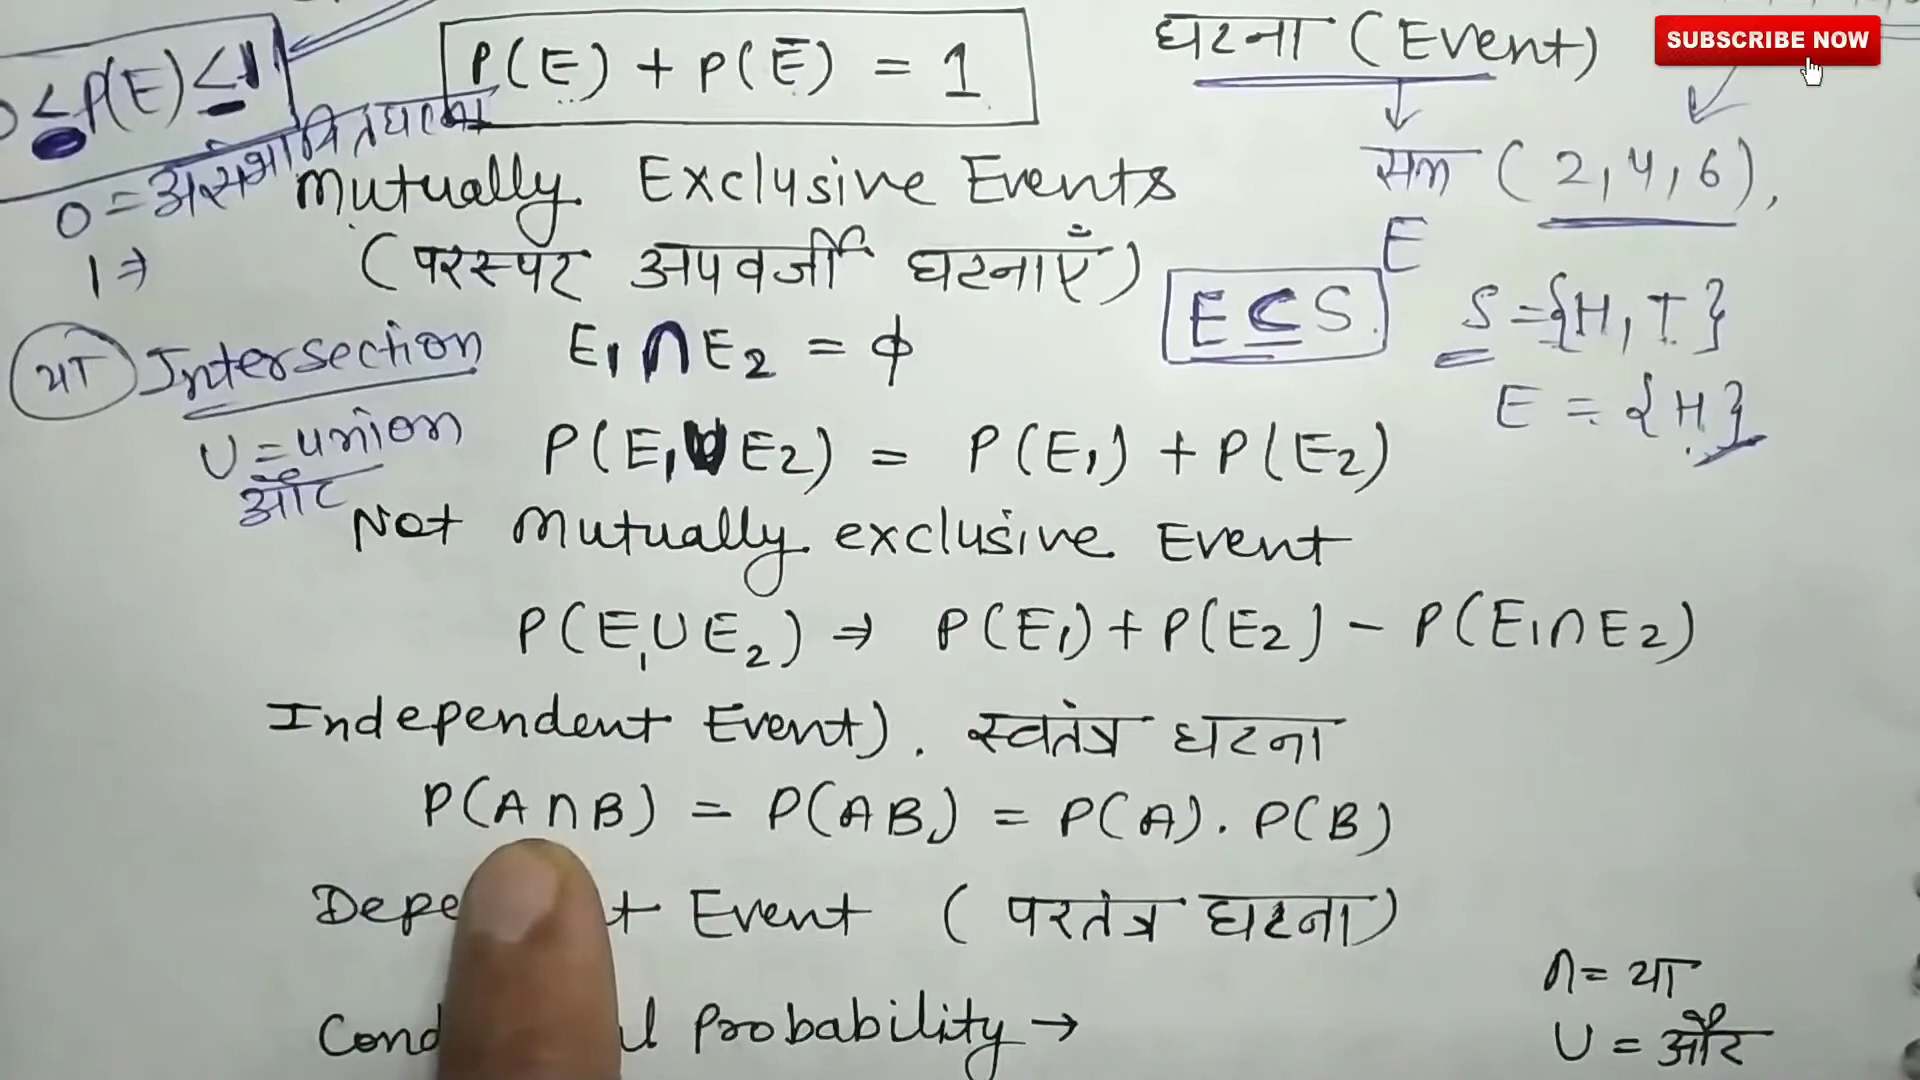 0 ≤ P(E) ≤ 1
P(E) + P(Ē) = 1
घटना (Event)
SUBSCRIBE NOW
0 = असंभावित घटना
1 ⇒
Mutually Exclusive Events
(परस्पर अपवर्जी घटनाएँ)
सम (2,4,6),
E
E ⊂ S.
S = {H, T}
E = {H}
या Intersection
E₁ ∩ E₂ = ϕ
U = union
और
P(E₁ U E₂) = P(E₁) + P(E₂)
Not Mutually exclusive Event
P(E₁ U E₂) ⇒ P(E₁) + P(E₂) - P(E₁ ∩ E₂)
Independent Event). स्वतंत्र घटना
P(A ∩ B) = P(AB) = P(A). P(B)
Event (परतंत्र घटना)
Probability →
∩ = या
U = और